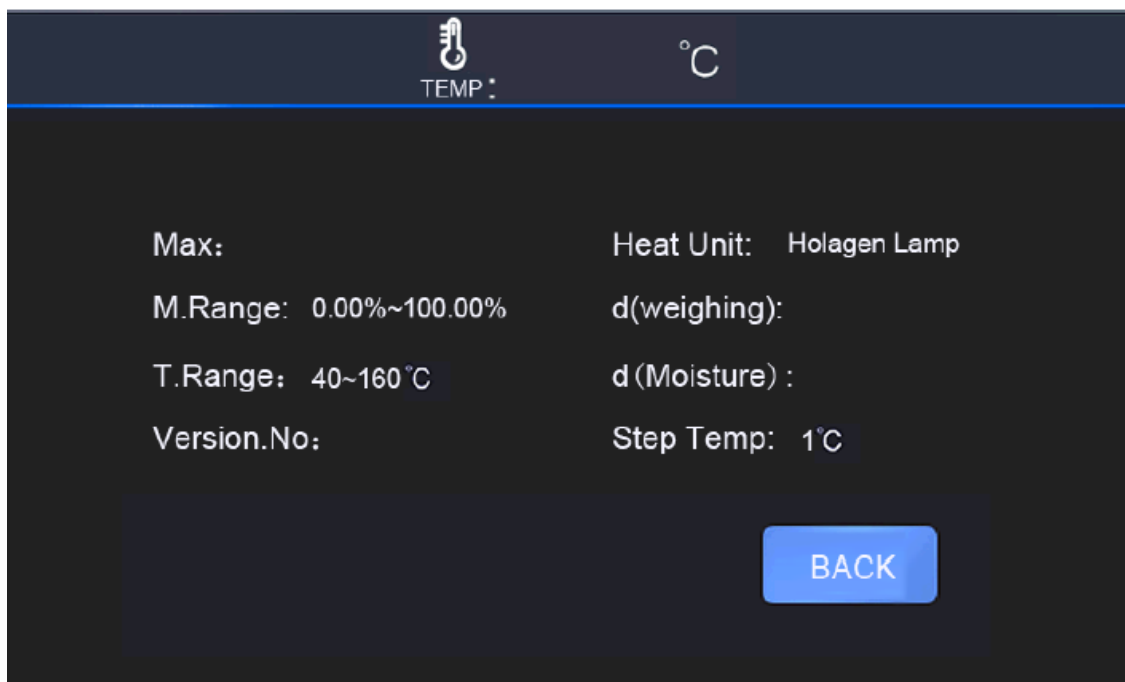 TEMP: °C
Max：
M.Range: 0.00%~100.00%
T.Range： 40~160℃
Version.No：
Heat Unit: Holagen Lamp
d(weighing):
d（Moisture）:
Step Temp: 1℃
BACK